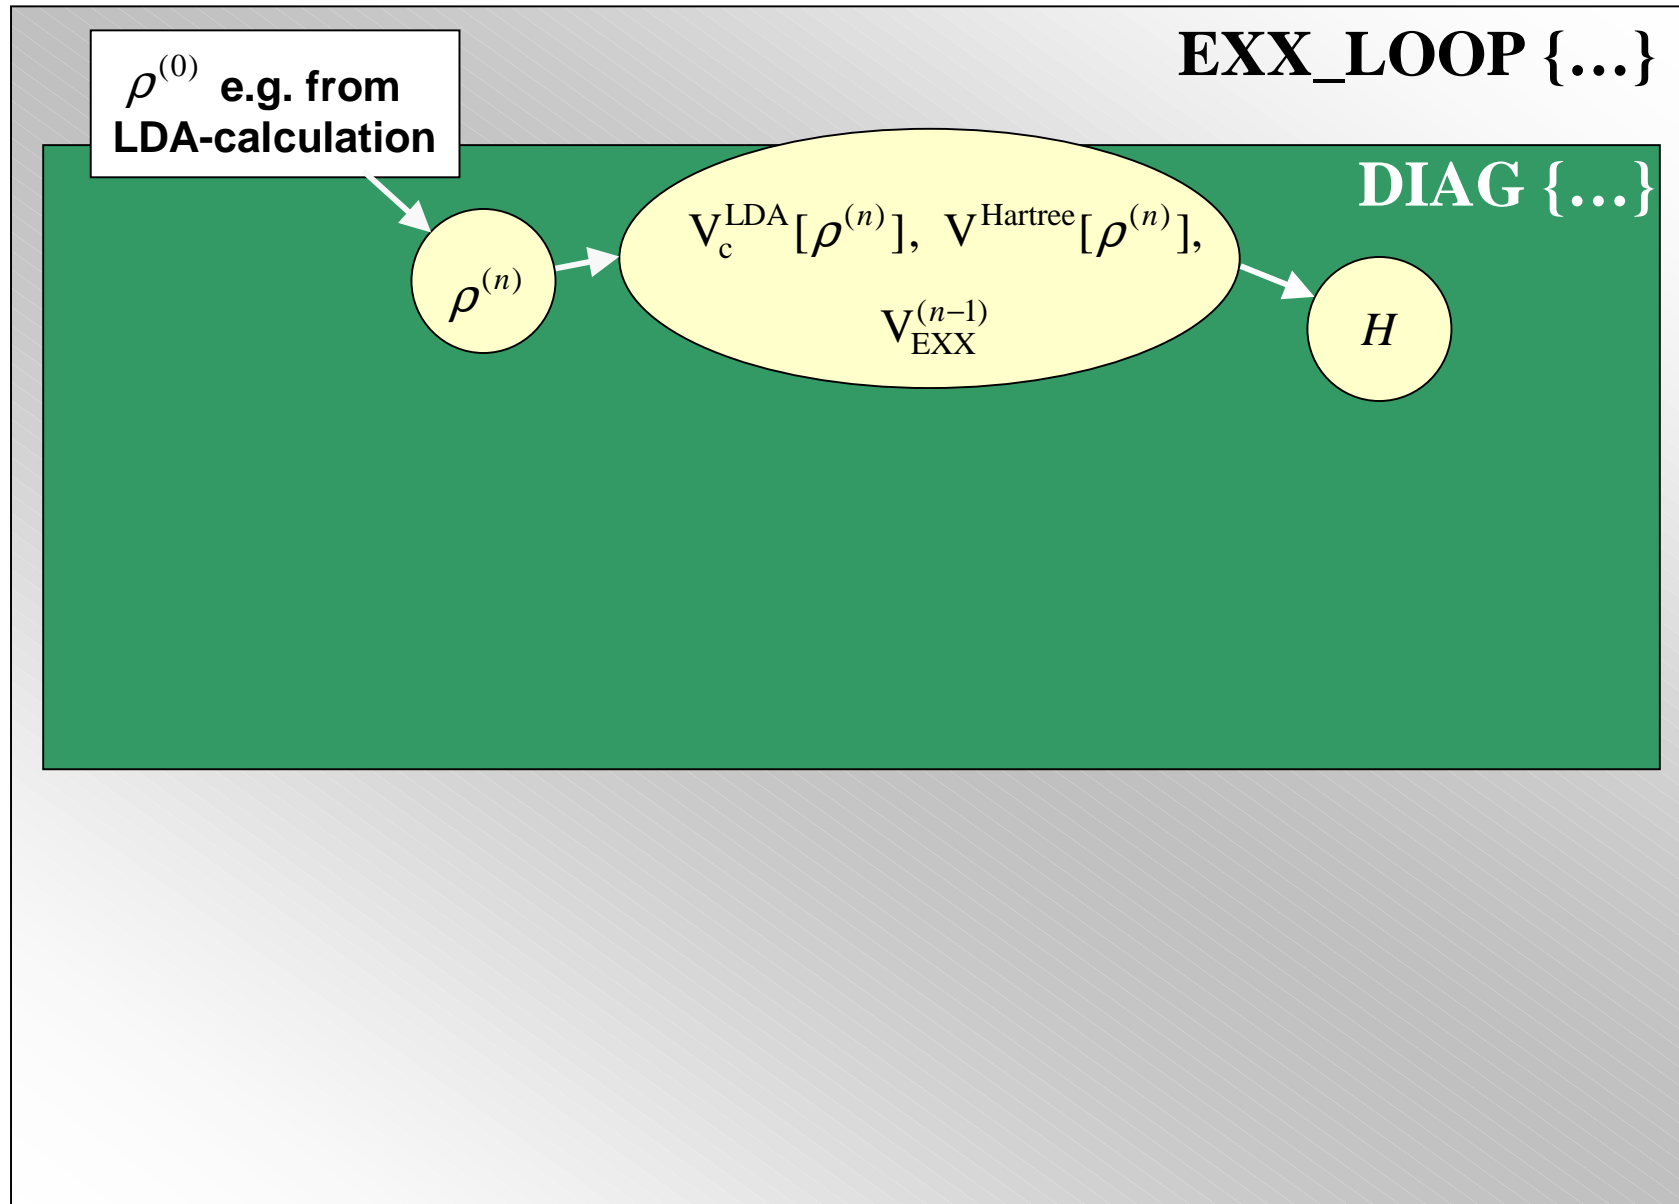 EXX_LOOP {…}
ρ⁽⁰⁾ e.g. from
LDA-calculation
DIAG {…}
ρ⁽ⁿ⁾
V_c^LDA[ρ⁽ⁿ⁾], V^Hartree[ρ⁽ⁿ⁾],
V_EXX^(n−1)
H